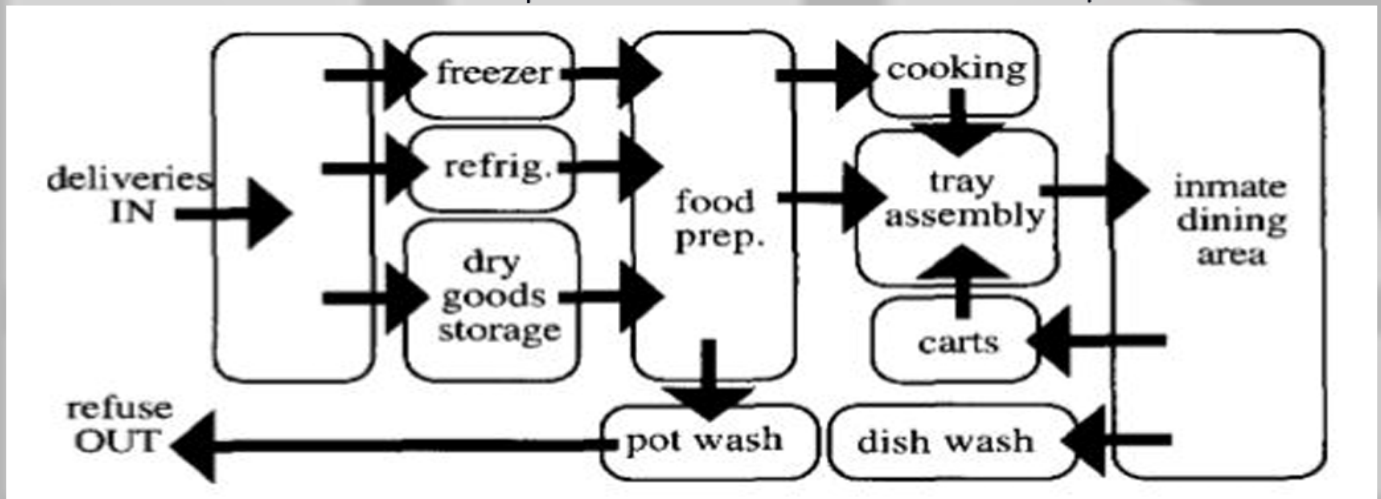 deliveries
IN
freezer
refrig.
dry
goods
storage
food
prep.
cooking
tray
assembly
carts
inmate
dining
area
refuse
OUT
pot wash
dish wash